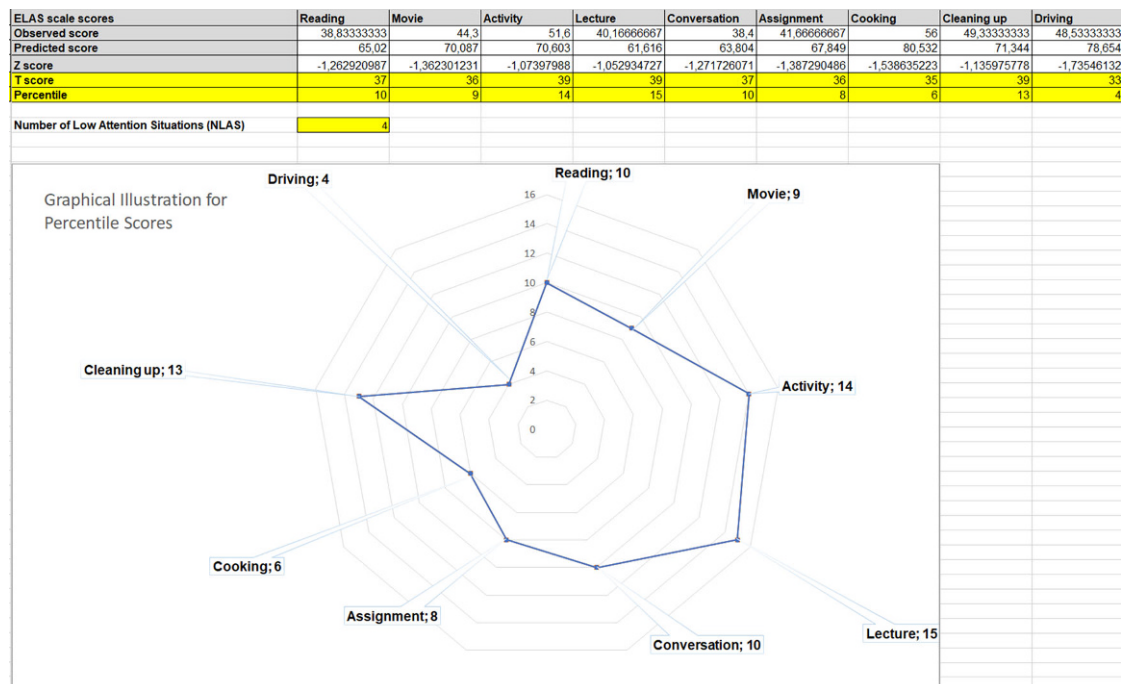 ELAS scale scores Reading Movie Activity Lecture Conversation Assignment Cooking Cleaning up Driving
Observed score 38,83333333 44,3 51,6 40,16666667 38,4 41,66666667 56 49,33333333 48,53333333
Predicted score 65,02 70,087 70,603 61,616 63,804 67,849 80,532 71,344 78,654
Z score -1,262920987 -1,362301231 -1,07397988 -1,052934727 -1,271726071 -1,387290486 -1,538635223 -1,135975778 -1,73546132
T score 37 36 39 39 37 36 35 39 33
Percentile 10 9 14 15 10 8 6 13 4
Number of Low Attention Situations (NLAS) 4
Graphical Illustration for
Percentile Scores
Driving; 4
Reading; 10
Movie; 9
16
14
12
10
8
6
4
2
0
Cleaning up; 13
Activity; 14
Cooking; 6
Assignment; 8
Conversation; 10
Lecture; 15